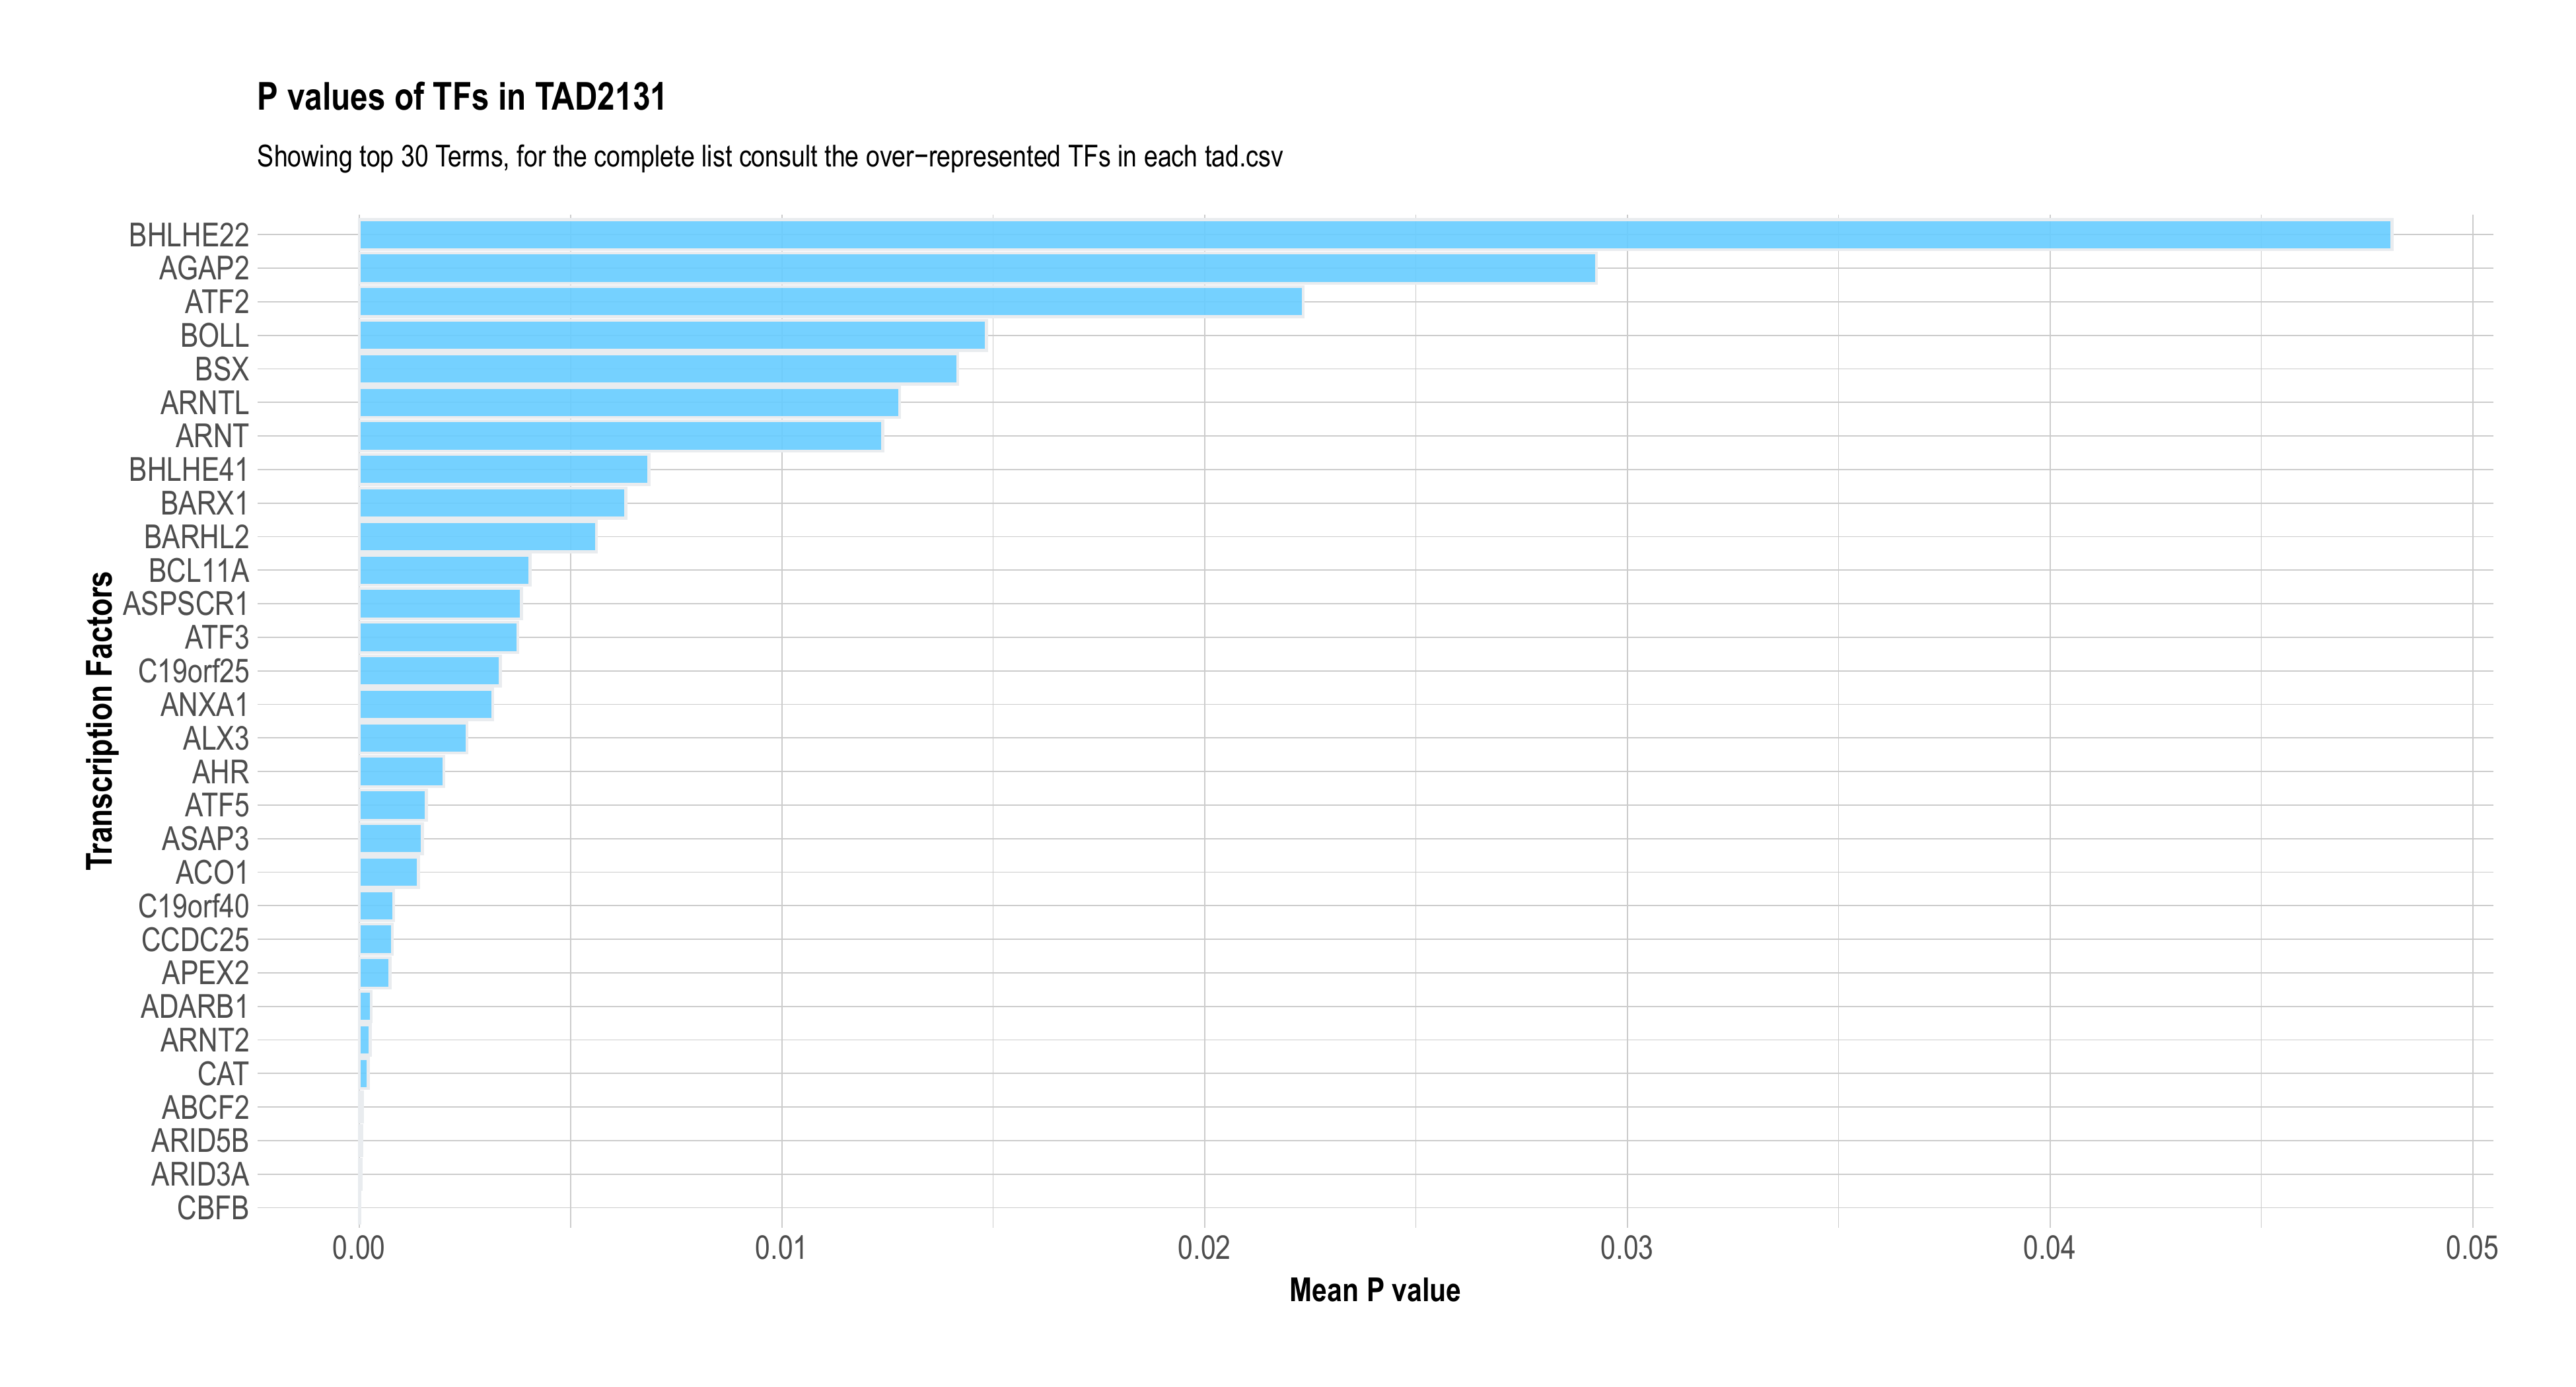 P values of TFs in TAD2131
Showing top 30 Terms, for the complete list consult the over−represented TFs in each tad.csv
Transcription Factors
BHLHE22
AGAP2
ATF2
BOLL
BSX
ARNTL
ARNT
BHLHE41
BARX1
BARHL2
BCL11A
ASPSCR1
ATF3
C19orf25
ANXA1
ALX3
AHR
ATF5
ASAP3
ACO1
C19orf40
CCDC25
APEX2
ADARB1
ARNT2
CAT
ABCF2
ARID5B
ARID3A
CBFB
0.00 0.01 0.02 0.03 0.04 0.05
Mean P value